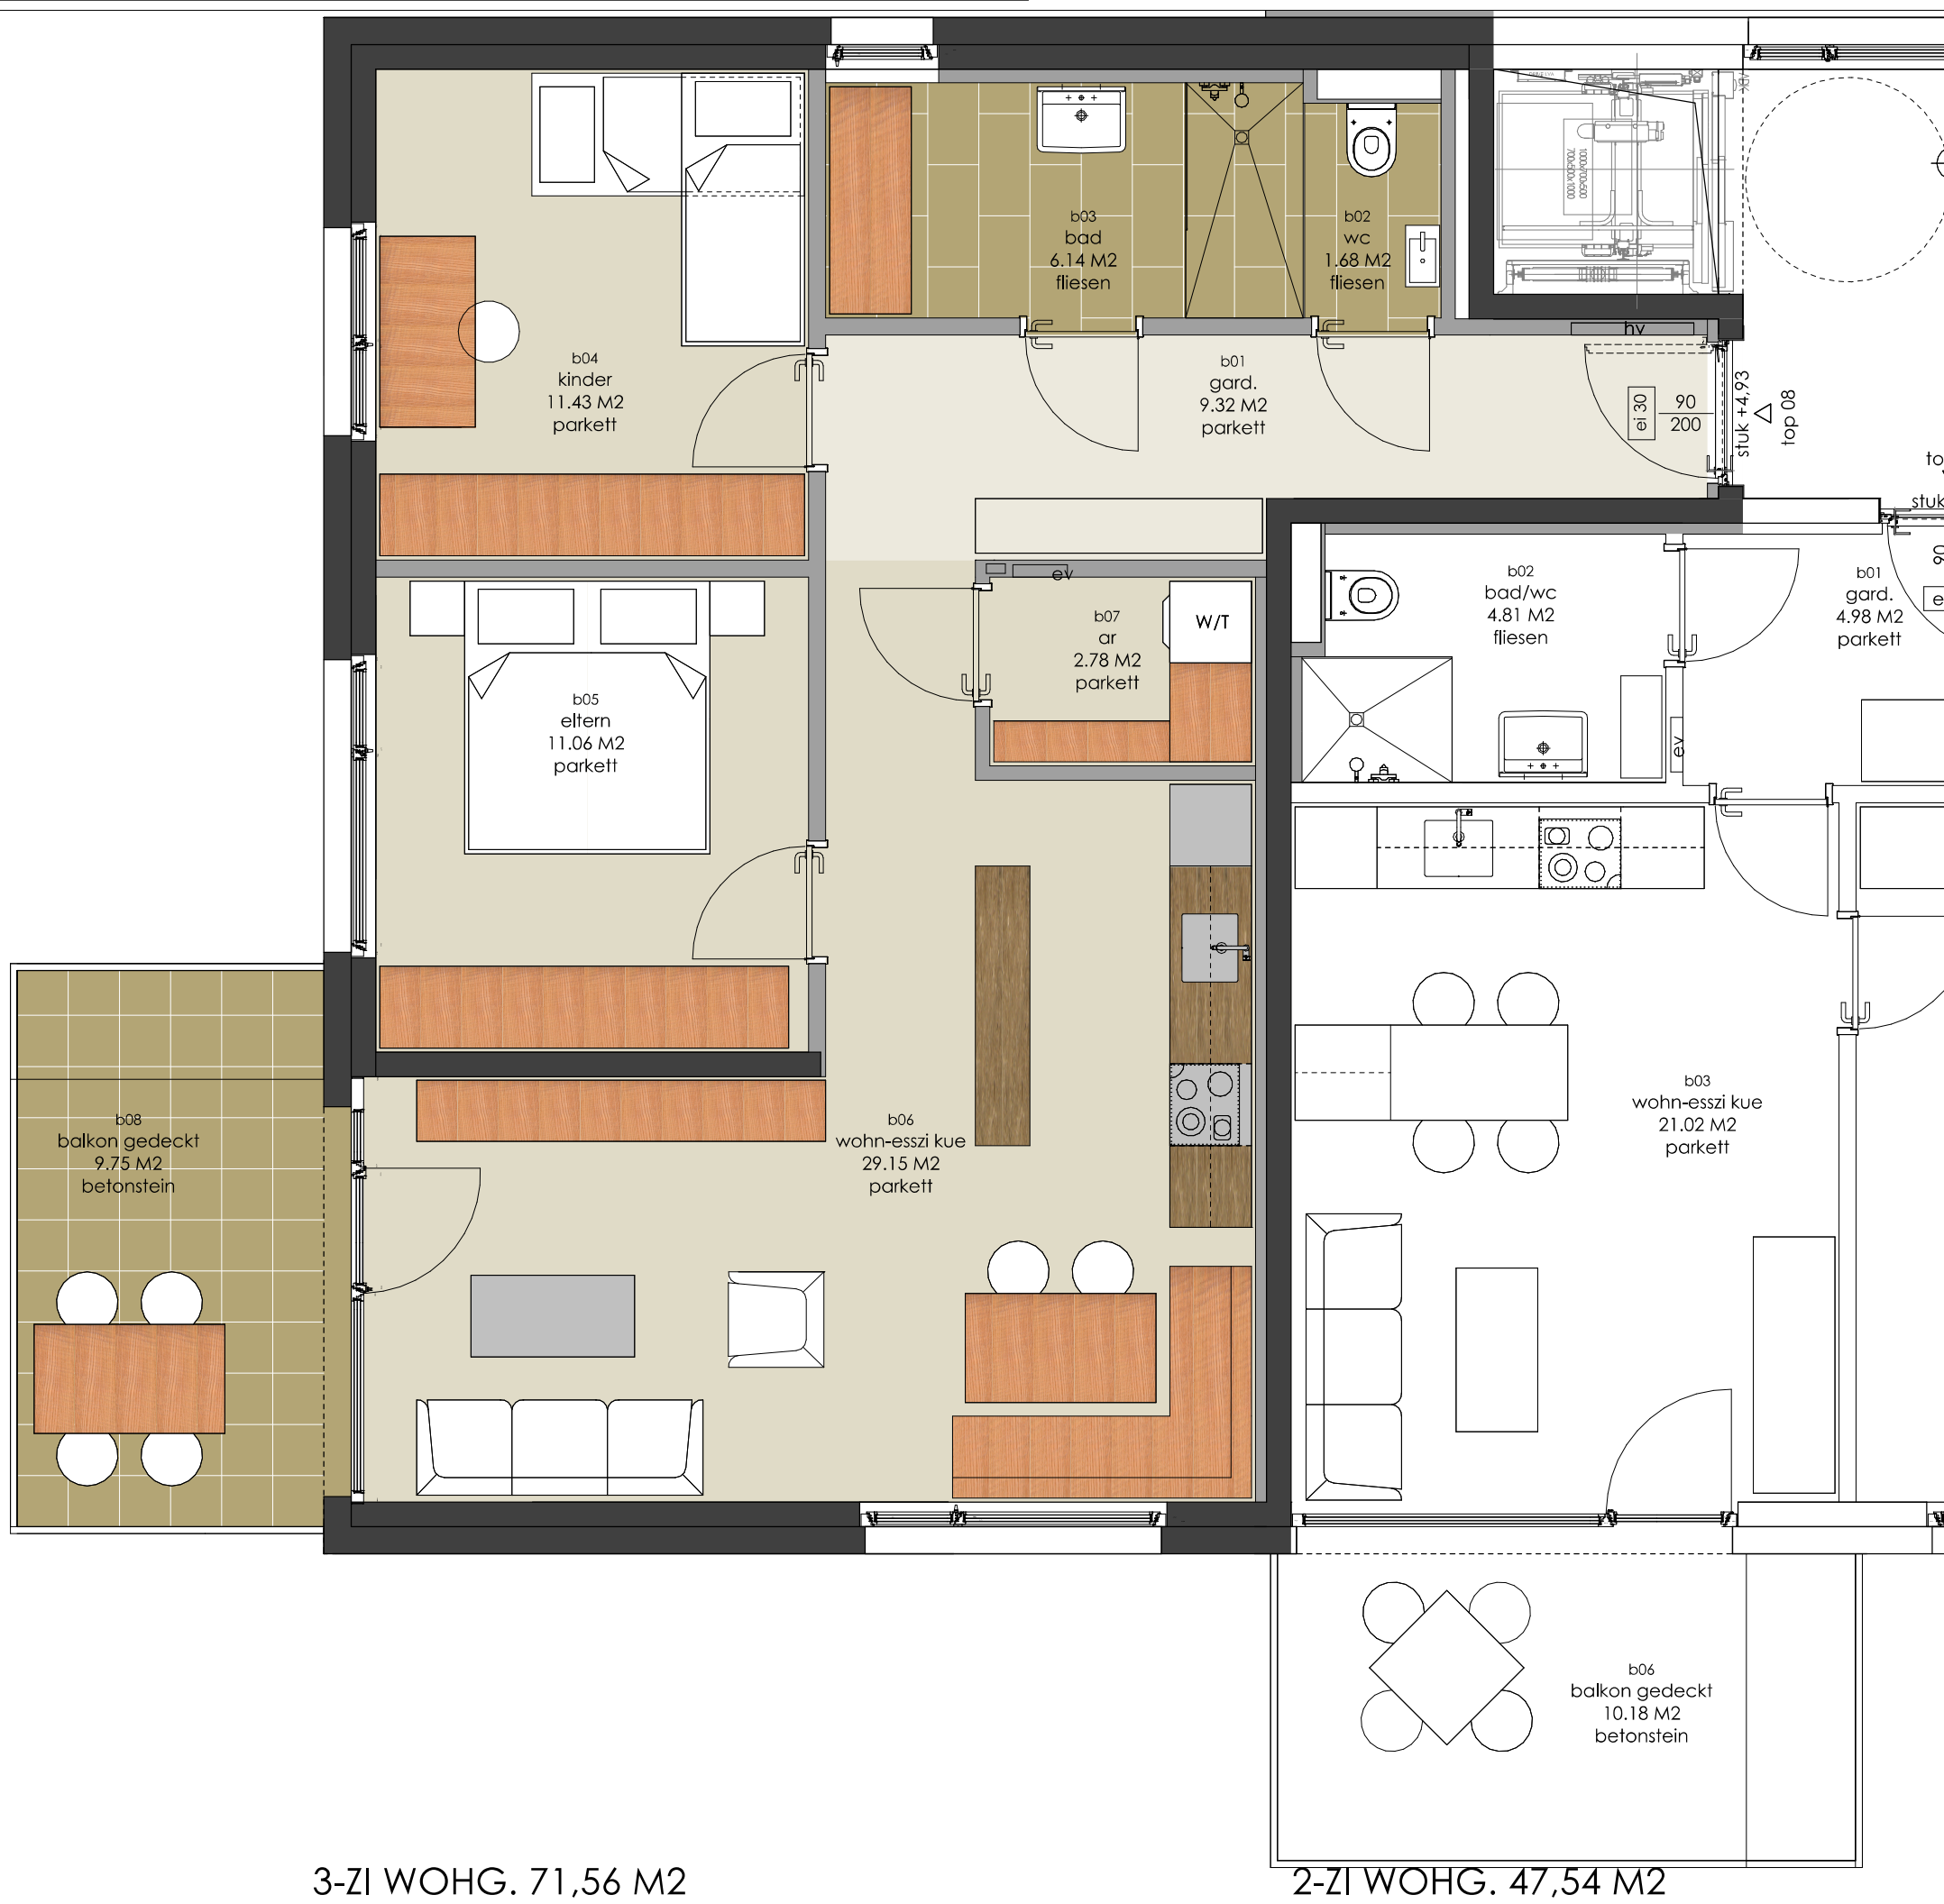 b04
kinder
11.43 M2
parkett
b03
bad
6.14 M2
fliesen
b02
wc
1.68 M2
fliesen
1000x700x600
700x500x1000
b01
gard.
9.32 M2
parkett
hv
ei 30
90
200
stuk +4,93
top 08
to
stuk
90
e
b05
eltern
11.06 M2
parkett
ev
b07
ar
2.78 M2
parkett
W/T
b02
bad/wc
4.81 M2
fliesen
ev
b01
gard.
4.98 M2
parkett
b08
balkon gedeckt
9.75 M2
betonstein
b06
wohn-esszi kue
29.15 M2
parkett
b03
wohn-esszi kue
21.02 M2
parkett
b06
balkon gedeckt
10.18 M2
betonstein
3-ZI WOHG. 71,56 M2
2-ZI WOHG. 47,54 M2